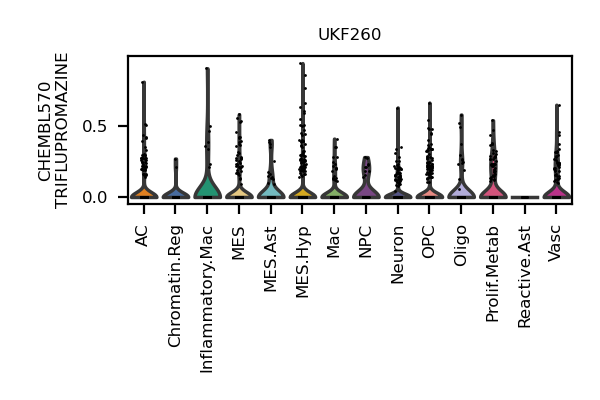 UKF260
CHEMBL570
TRIFLUPROMAZINE
0.5
0.0
AC
Chromatin.Reg
Inflammatory.Mac
MES
MES.Ast
MES.Hyp
Mac
NPC
Neuron
OPC
Oligo
Prolif.Metab
Reactive.Ast
Vasc